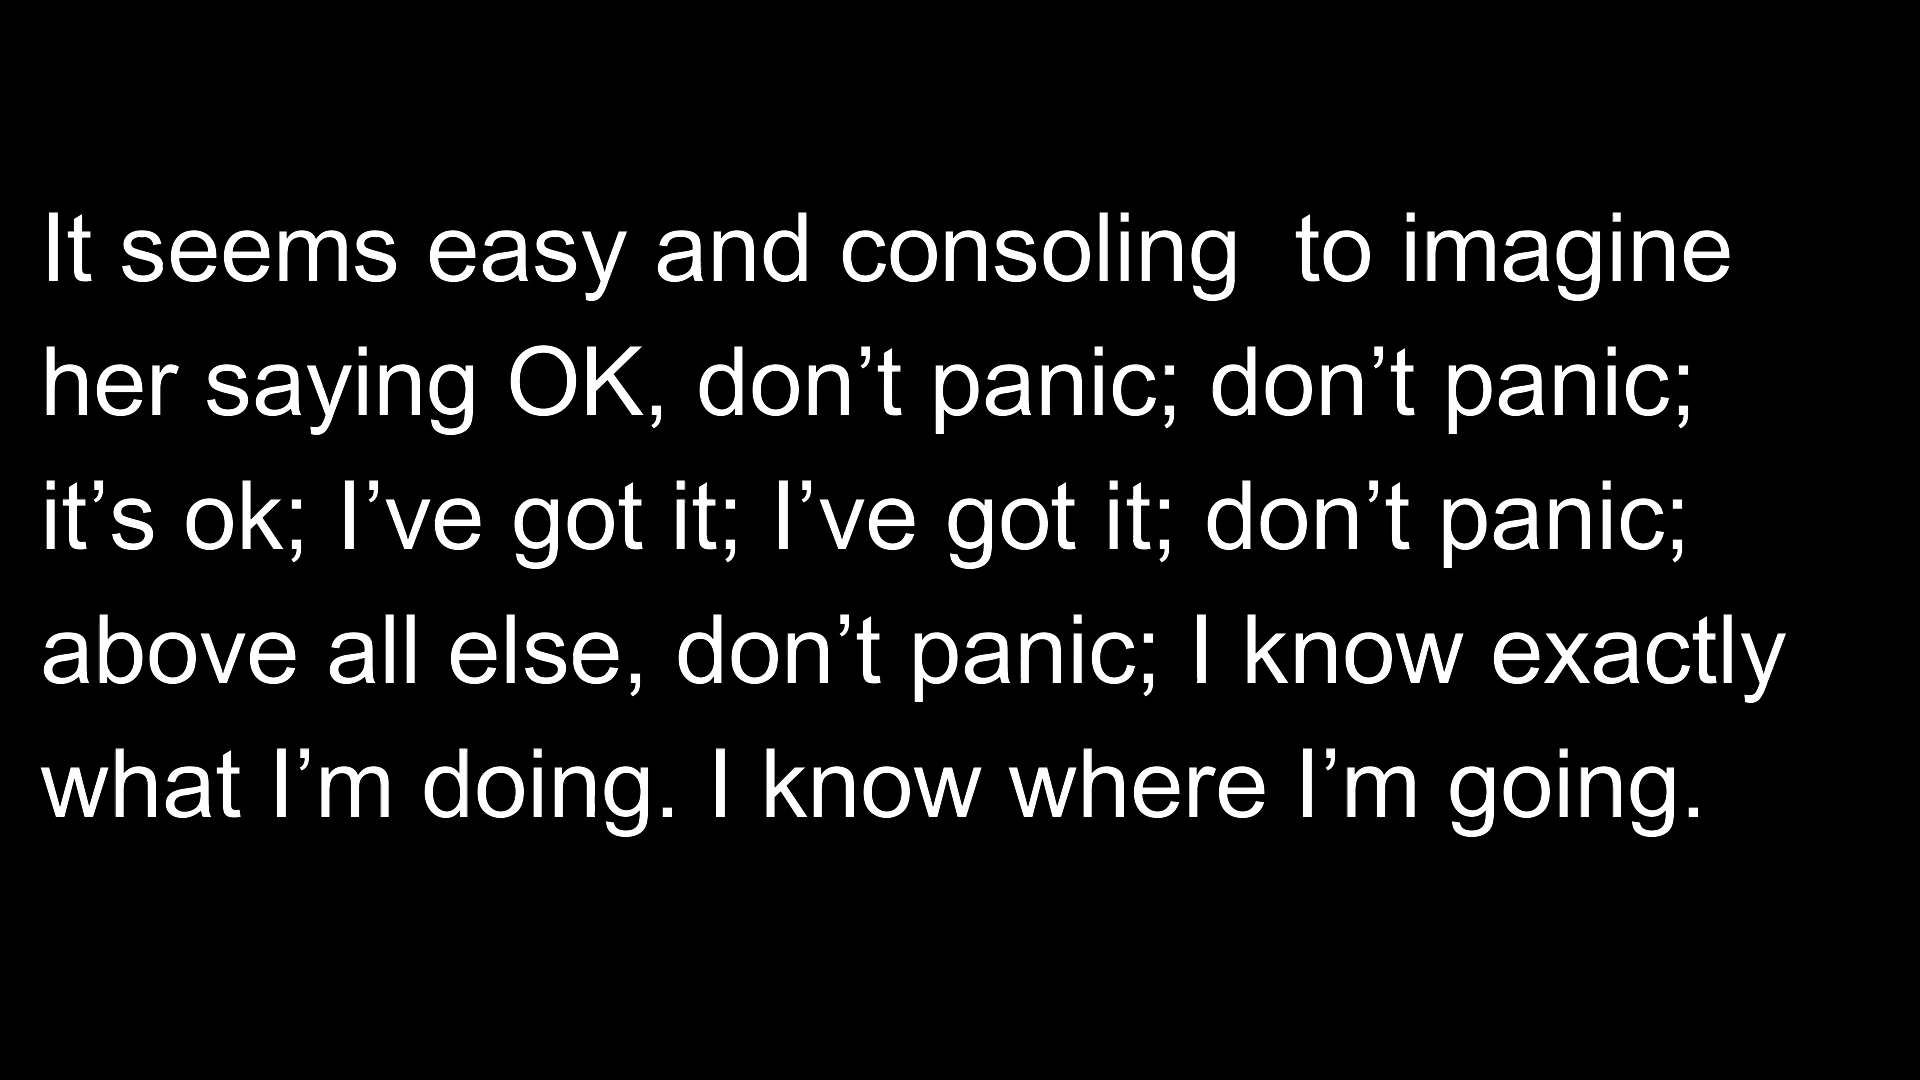 It seems easy and consoling  to imagine
her saying OK, don’t panic; don’t panic;
it’s ok; I’ve got it; I’ve got it; don’t panic;
above all else, don’t panic; I know exactly
what I’m doing. I know where I’m going.